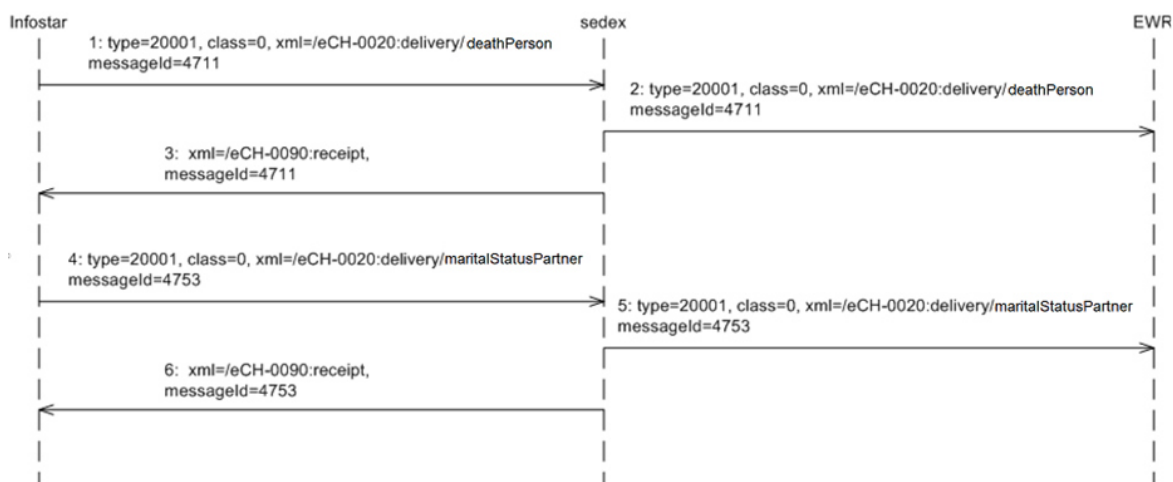 Infostar
sedex
EWR
1: type=20001, class=0, xml=/eCH-0020:delivery/deathPerson
messageId=4711
2: type=20001, class=0, xml=/eCH-0020:delivery/deathPerson
messageId=4711
3: xml=/eCH-0090:receipt,
messageId=4711
4: type=20001, class=0, xml=/eCH-0020:delivery/maritalStatusPartner
messageId=4753
5: type=20001, class=0, xml=/eCH-0020:delivery/maritalStatusPartner
messageId=4753
6: xml=/eCH-0090:receipt,
messageId=4753